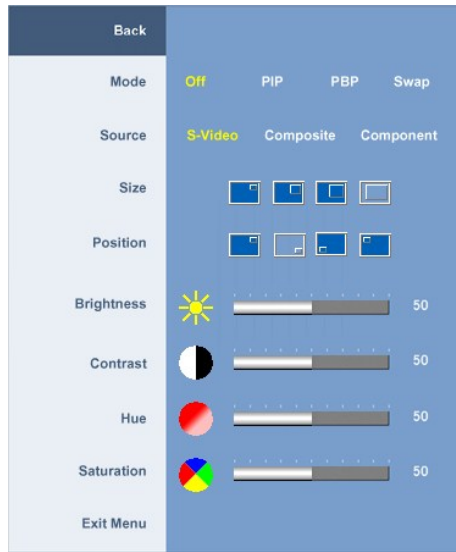 Back
Mode Off PIP PBP Swap
Source S-Video Composite Component
Size
Position
Brightness 50
Contrast 50
Hue 50
Saturation 50
Exit Menu